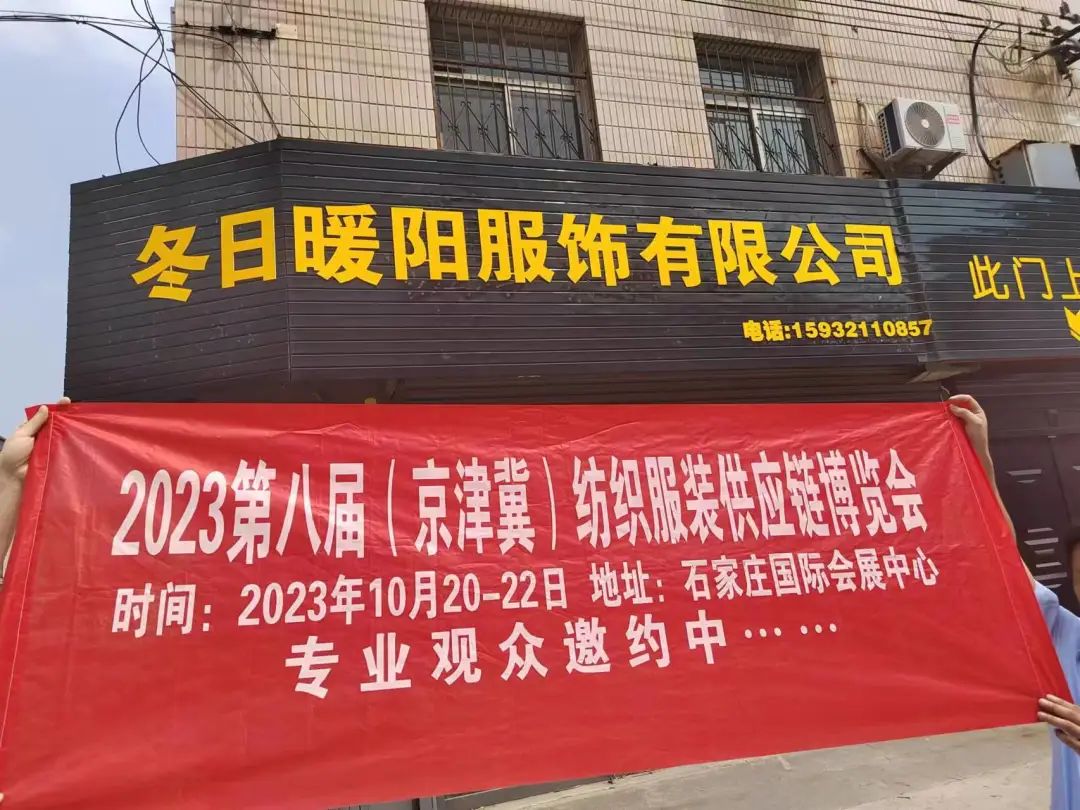 冬日暖阳服饰有限公司
电话:15932110857
此门上
2023第八届（京津冀）纺织服装供应链博览会
时间：2023年10月20-22日 地址：石家庄国际会展中心
专业观众邀约中……